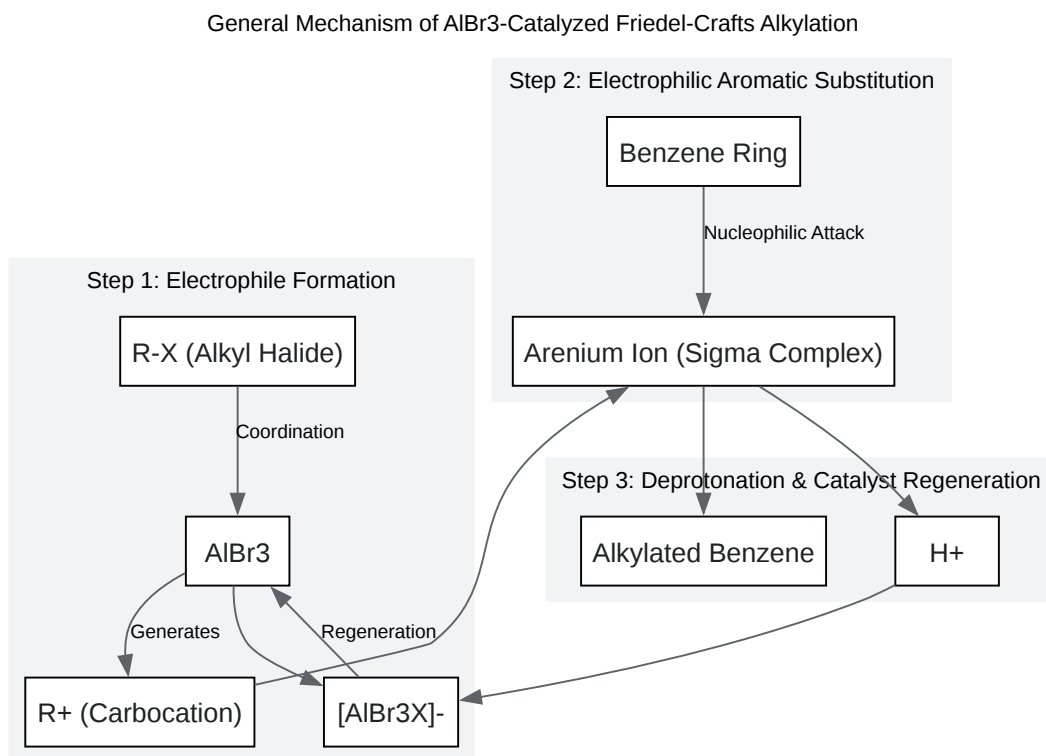 General Mechanism of AlBr3-Catalyzed Friedel-Crafts Alkylation
Step 2: Electrophilic Aromatic Substitution
Benzene Ring
Nucleophilic Attack
Step 1: Electrophile Formation
R-X (Alkyl Halide)
Arenium Ion (Sigma Complex)
Coordination
Step 3: Deprotonation & Catalyst Regeneration
AlBr3
Alkylated Benzene
H+
Generates
Regeneration
R+ (Carbocation)
[AlBr3X]-